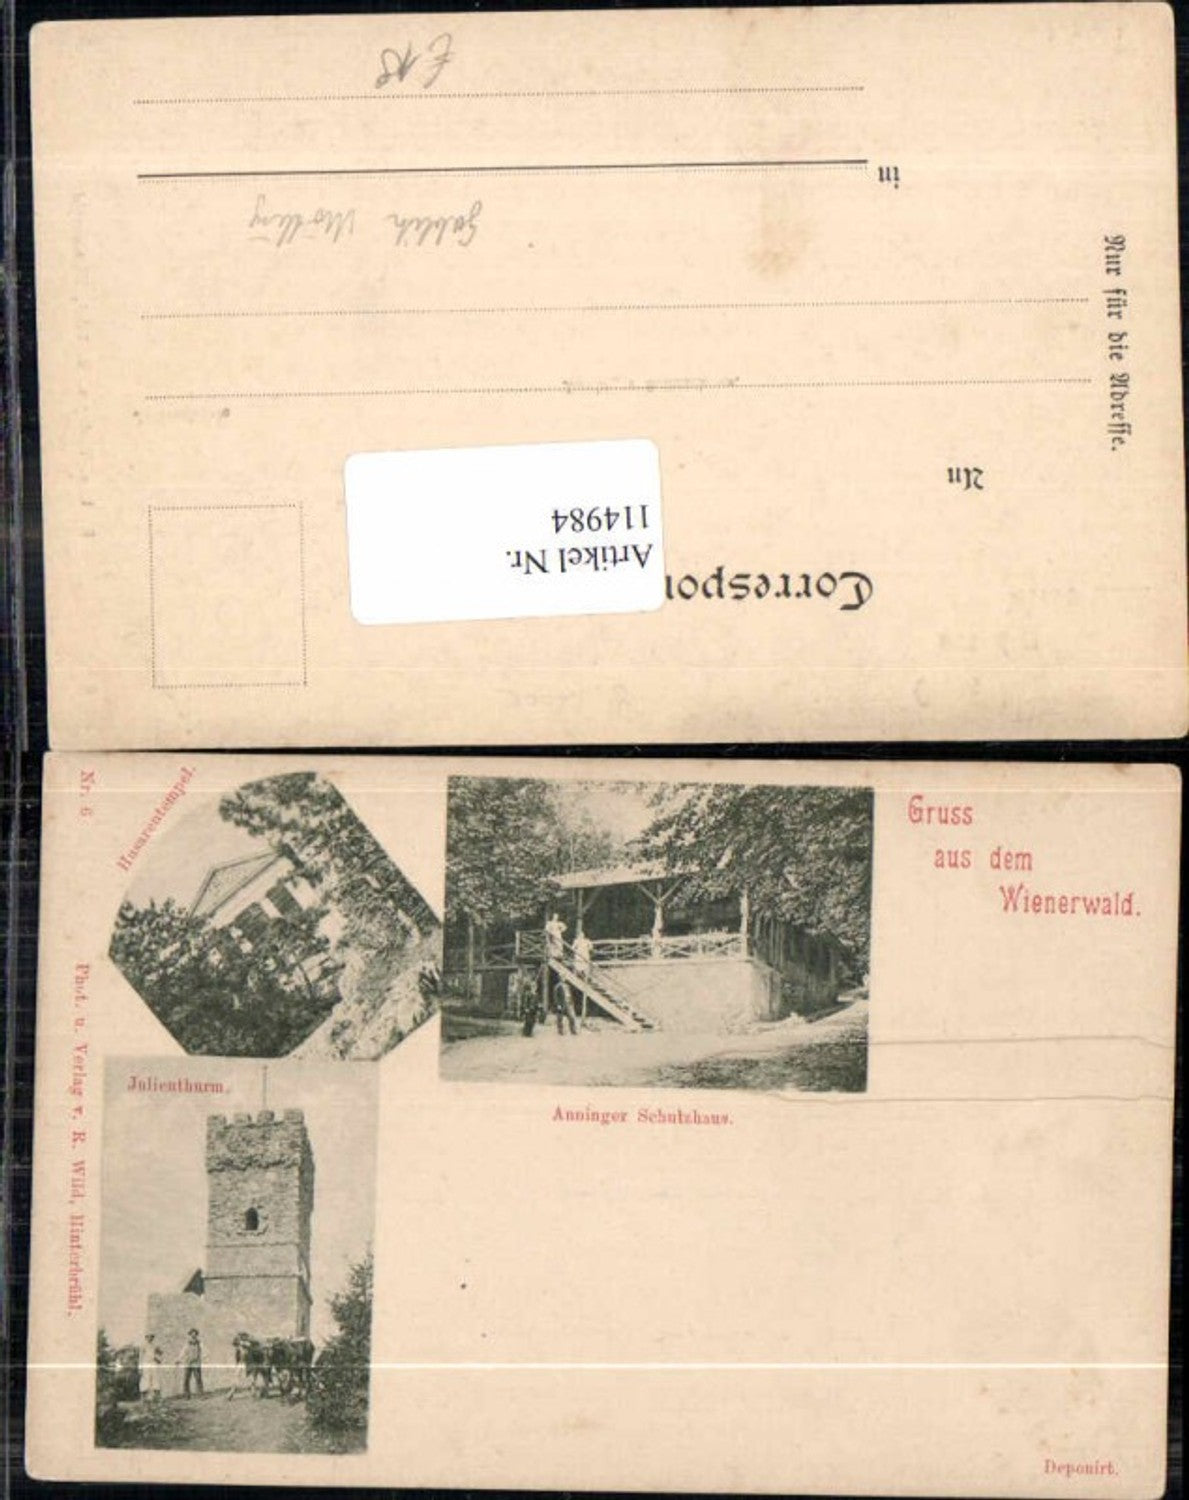 Correspon
Artikel Nr.
114984
An
in
Nur für die Adresse.
Gruss
aus dem
Wienerwald.
Nr. 6
Husarentempel.
Anninger Schutzhaus.
Julienthurm.
Phot. u. Verlag v. R. Wild, Hinterbrühl.
Deponirt.